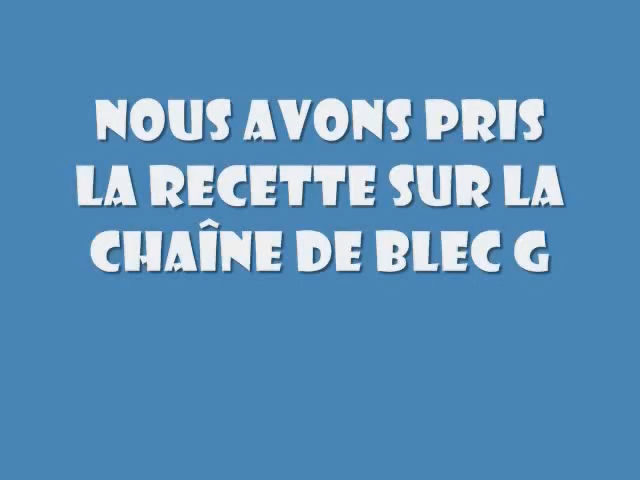 NOUS AVONS PRIS
LA RECETTE SUR LA
CHAÎNE DE BLEC G